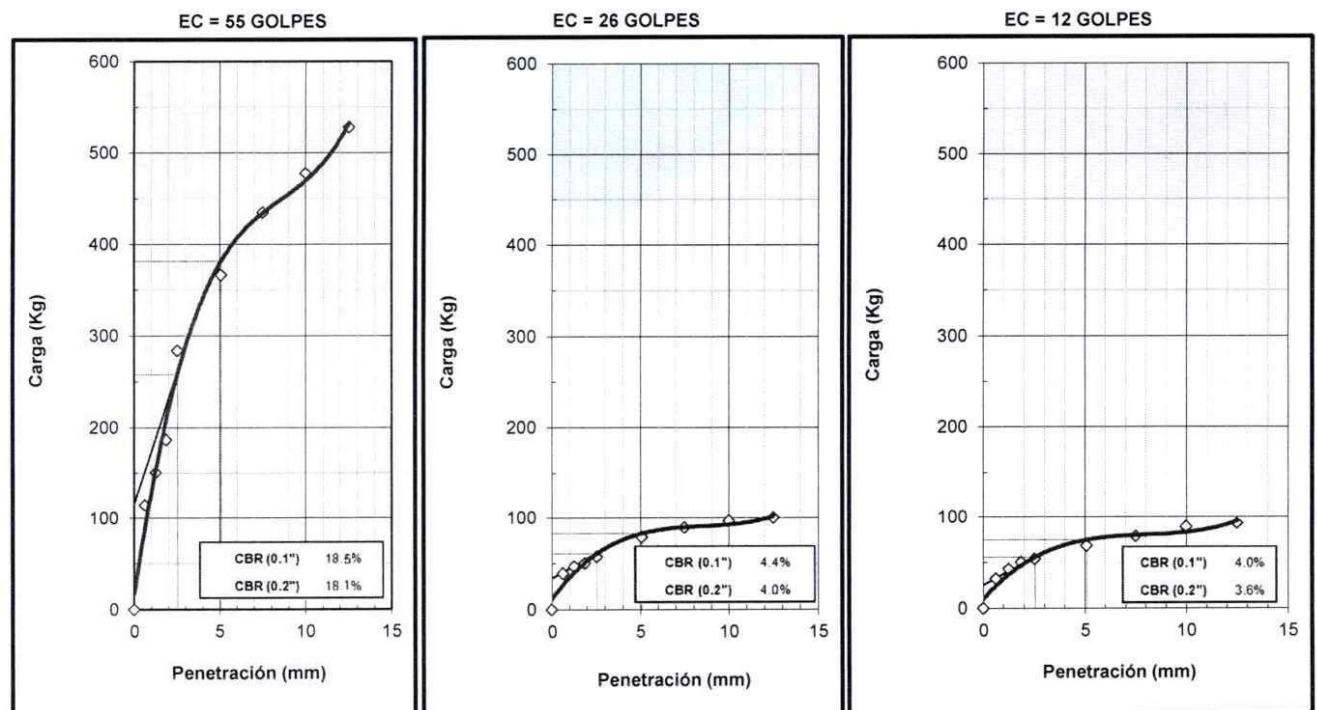 EC = 55 GOLPES
600
500
400
300
200
100
0
0 5 10 15
Carga (Kg)
Penetración (mm)
CBR (0.1") 18.5%
CBR (0.2") 18.1%
EC = 26 GOLPES
600
500
400
300
200
100
0
0 5 10 15
Carga (Kg)
Penetración (mm)
CBR (0.1") 4.4%
CBR (0.2") 4.0%
EC = 12 GOLPES
600
500
400
300
200
100
0
0 5 10 15
Carga (Kg)
Penetración (mm)
CBR (0.1") 4.0%
CBR (0.2") 3.6%